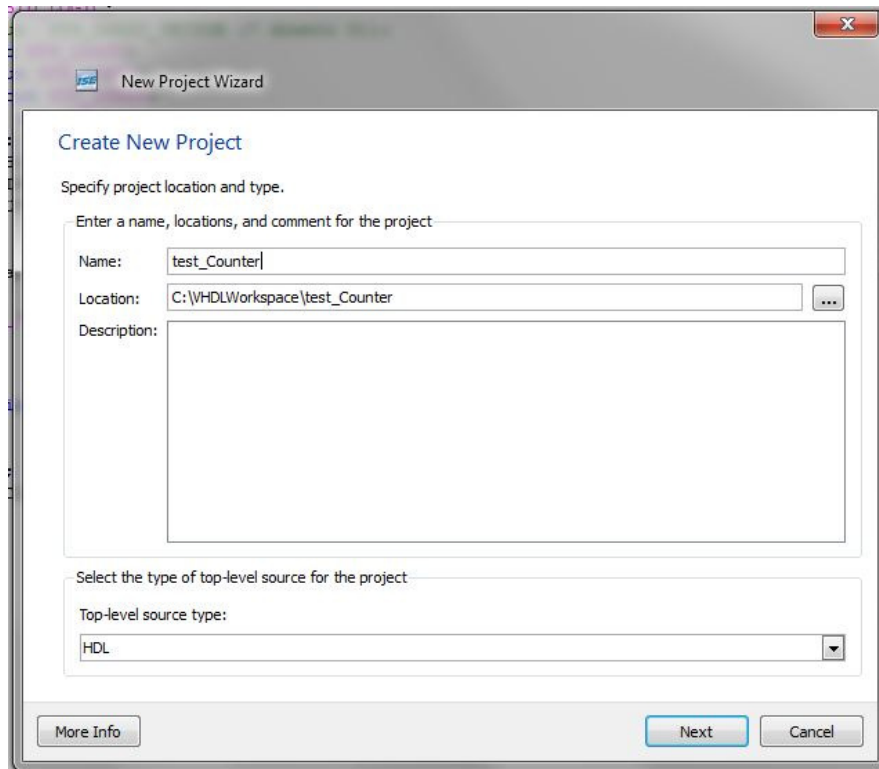 ISE New Project Wizard
Create New Project
Specify project location and type.
Enter a name, locations, and comment for the project
Name: test_Counter
Location: C:\VHDLWorkspace\test_Counter ...
Description:
Select the type of top-level source for the project
Top-level source type:
HDL
More Info Next Cancel